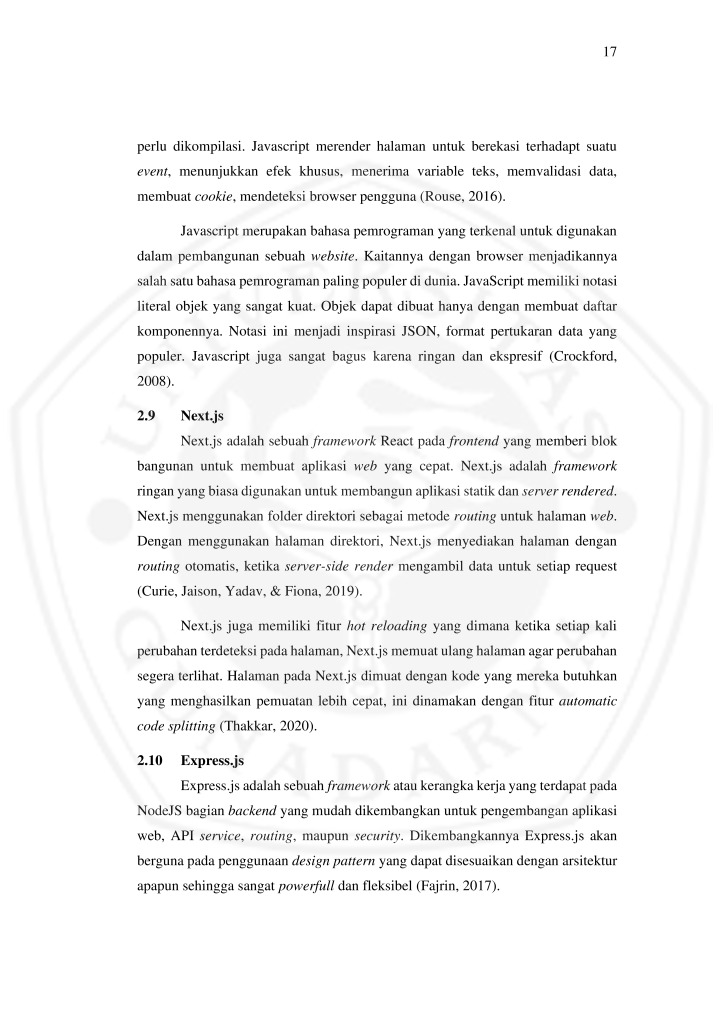 17
perlu dikompilasi. Javascript merender halaman untuk berekasi terhadapt suatu
event, menunjukkan efek khusus, menerima variable teks, memvalidasi data,
membuat cookie, mendeteksi browser pengguna (Rouse, 2016).
Javascript merupakan bahasa pemrograman yang terkenal untuk digunakan
dalam pembangunan sebuah website. Kaitannya dengan browser menjadikannya
salah satu bahasa pemrograman paling populer di dunia. JavaScript memiliki notasi
literal objek yang sangat kuat. Objek dapat dibuat hanya dengan membuat daftar
komponennya. Notasi ini menjadi inspirasi JSON, format pertukaran data yang
populer. Javascript juga sangat bagus karena ringan dan ekspresif (Crockford,
2008).
2.9 Next.js
Next.js adalah sebuah framework React pada frontend yang memberi blok
bangunan untuk membuat aplikasi web yang cepat. Next.js adalah framework
ringan yang biasa digunakan untuk membangun aplikasi statik dan server rendered.
Next.js menggunakan folder direktori sebagai metode routing untuk halaman web.
Dengan menggunakan halaman direktori, Next.js menyediakan halaman dengan
routing otomatis, ketika server-side render mengambil data untuk setiap request
(Curie, Jaison, Yadav, & Fiona, 2019).
Next.js juga memiliki fitur hot reloading yang dimana ketika setiap kali
perubahan terdeteksi pada halaman, Next.js memuat ulang halaman agar perubahan
segera terlihat. Halaman pada Next.js dimuat dengan kode yang mereka butuhkan
yang menghasilkan pemuatan lebih cepat, ini dinamakan dengan fitur automatic
code splitting (Thakkar, 2020).
2.10 Express.js
Express.js adalah sebuah framework atau kerangka kerja yang terdapat pada
NodeJS bagian backend yang mudah dikembangkan untuk pengembangan aplikasi
web, API service, routing, maupun security. Dikembangkannya Express.js akan
berguna pada penggunaan design pattern yang dapat disesuaikan dengan arsitektur
apapun sehingga sangat powerfull dan fleksibel (Fajrin, 2017).